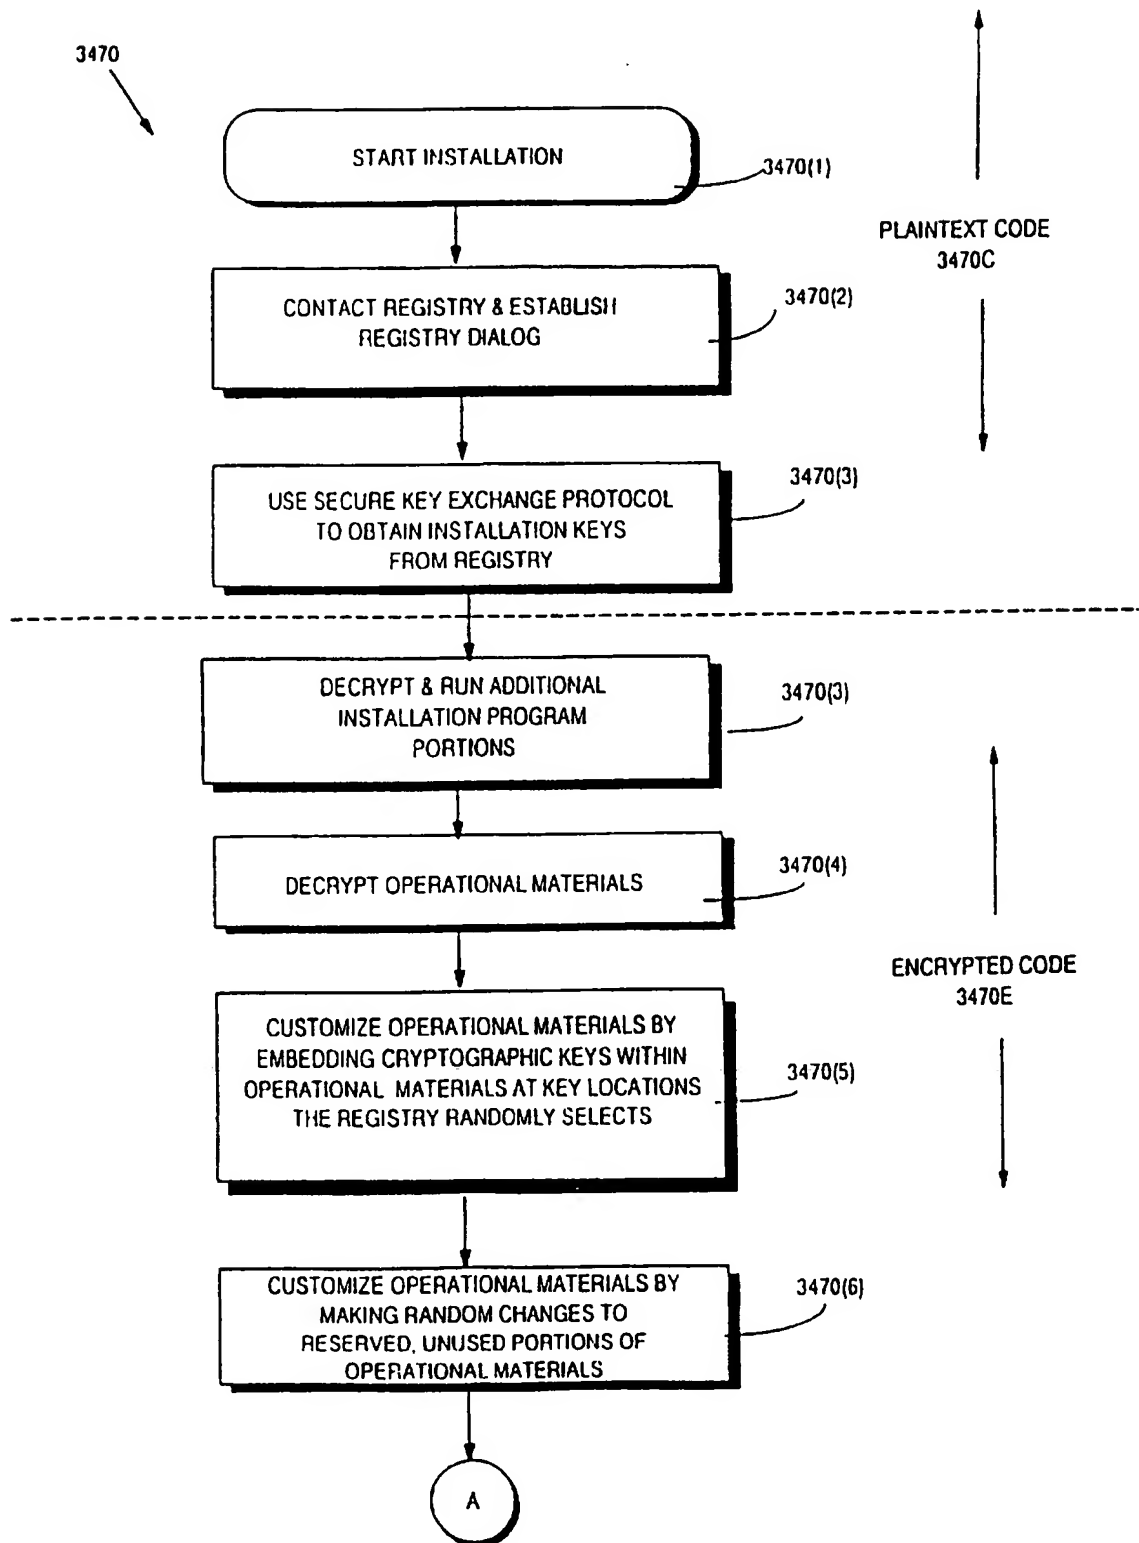 3470
START INSTALLATION
3470(1)
PLAINTEXT CODE
3470C
CONTACT REGISTRY & ESTABLISH
REGISTRY DIALOG
3470(2)
USE SECURE KEY EXCHANGE PROTOCOL
TO OBTAIN INSTALLATION KEYS
FROM REGISTRY
3470(3)
DECRYPT & RUN ADDITIONAL
INSTALLATION PROGRAM
PORTIONS
3470(3)
DECRYPT OPERATIONAL MATERIALS
3470(4)
ENCRYPTED CODE
3470E
CUSTOMIZE OPERATIONAL MATERIALS BY
EMBEDDING CRYPTOGRAPHIC KEYS WITHIN
OPERATIONAL MATERIALS AT KEY LOCATIONS
THE REGISTRY RANDOMLY SELECTS
3470(5)
CUSTOMIZE OPERATIONAL MATERIALS BY
MAKING RANDOM CHANGES TO
RESERVED, UNUSED PORTIONS OF
OPERATIONAL MATERIALS
3470(6)
A